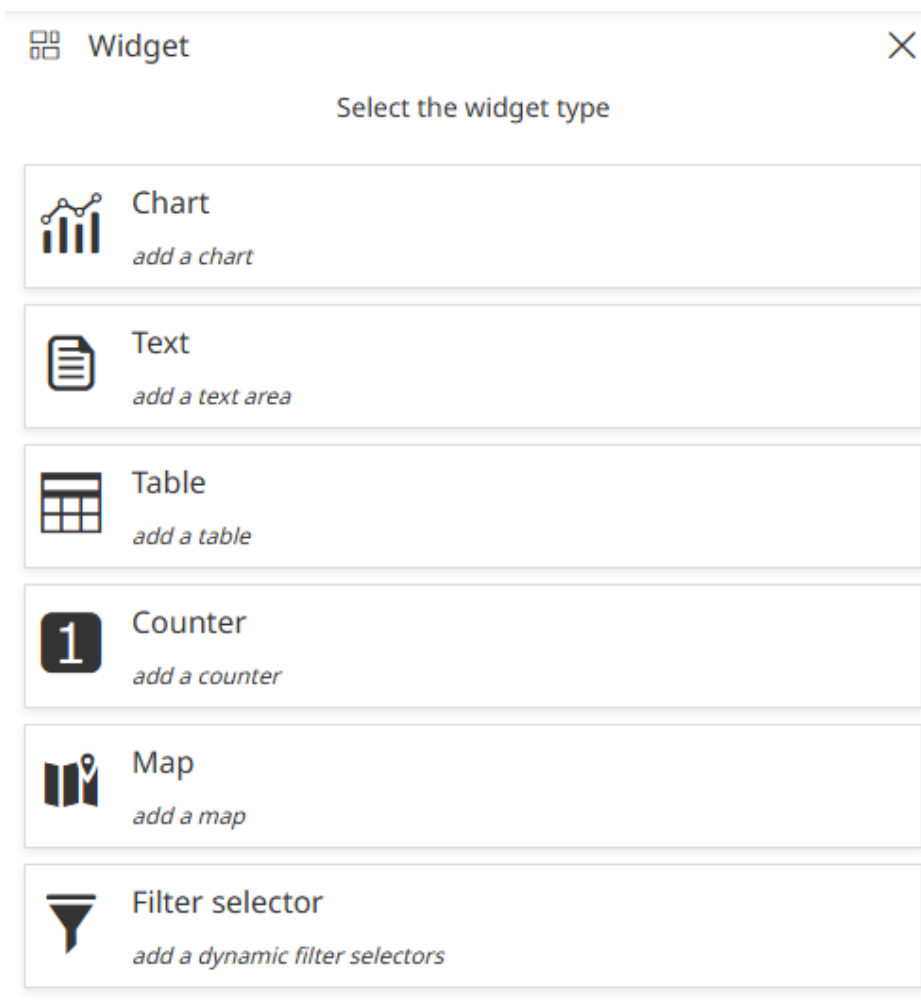 Widget
Select the widget type
Chart
add a chart
Text
add a text area
Table
add a table
1
Counter
add a counter
Map
add a map
Filter selector
add a dynamic filter selectors